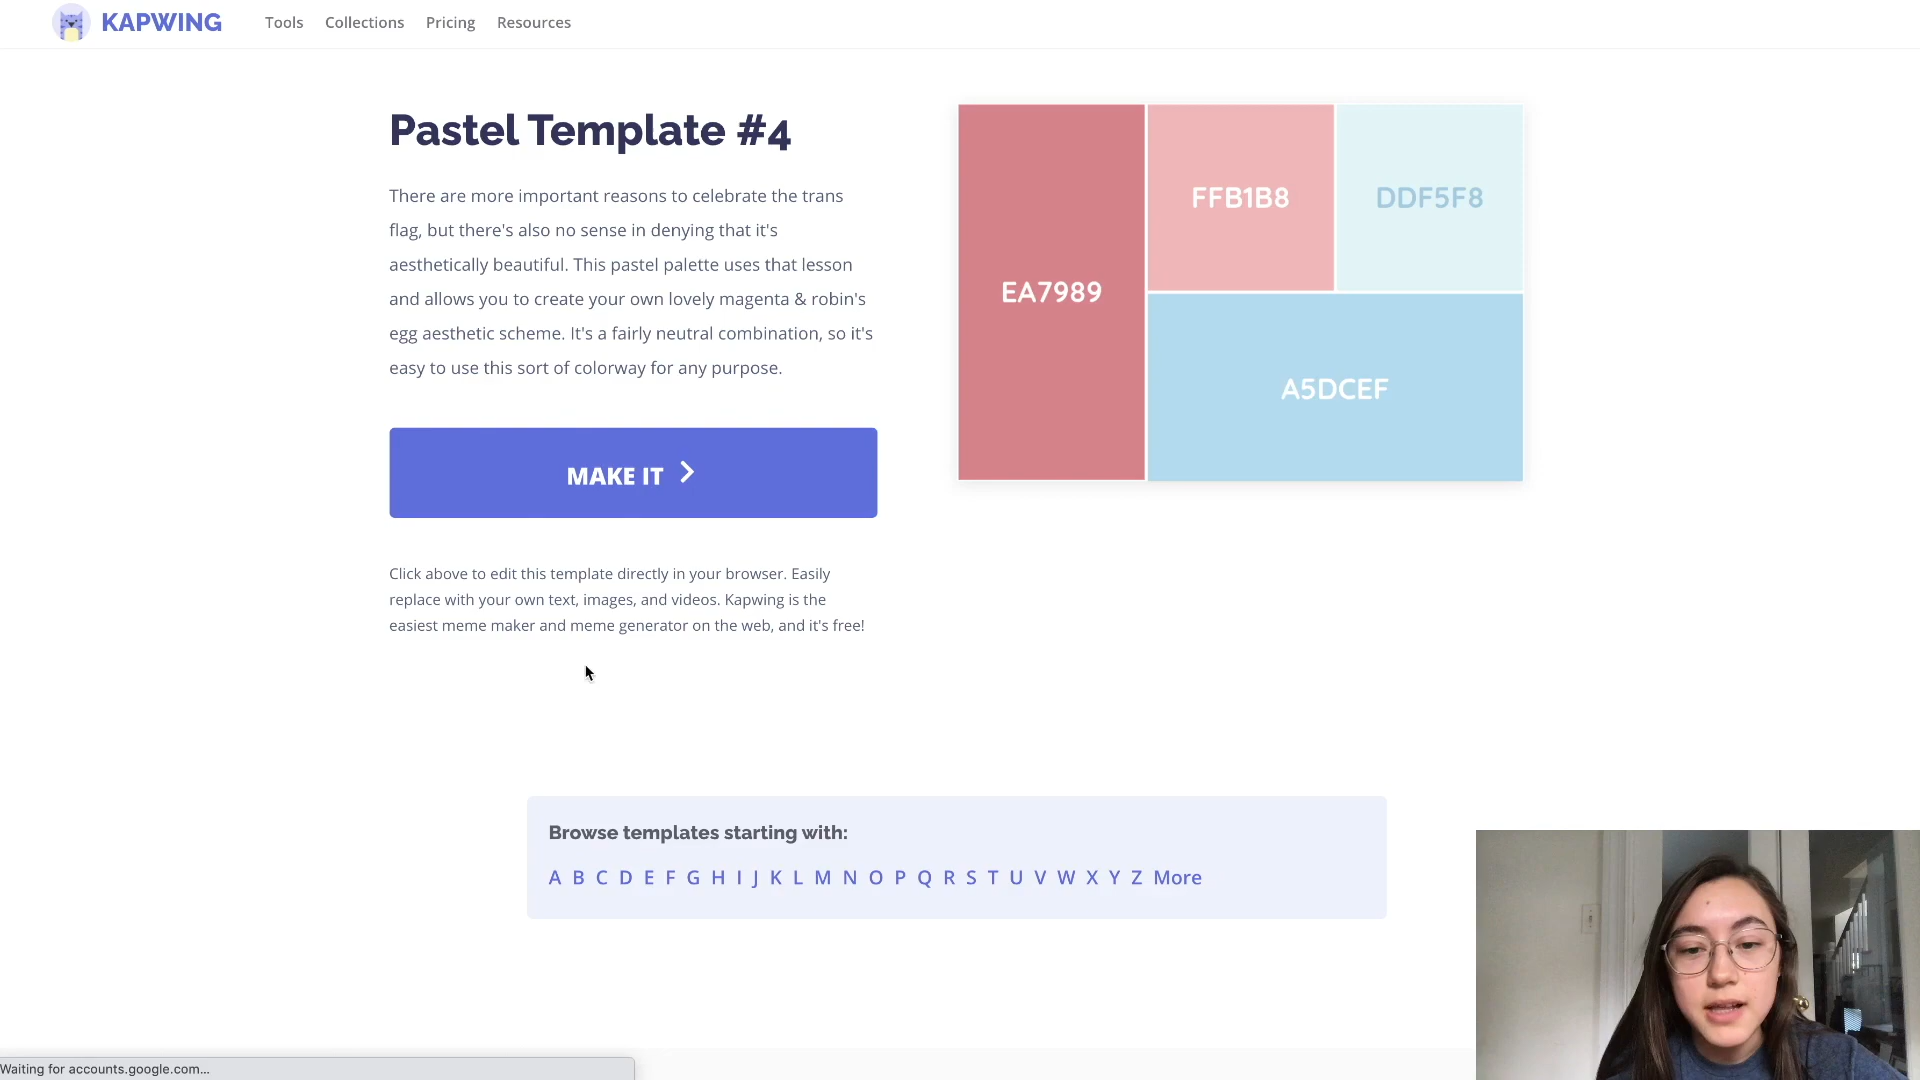 KAPWING
Tools Collections Pricing Resources
Pastel Template #4
There are more important reasons to celebrate the trans
flag, but there's also no sense in denying that it's
aesthetically beautiful. This pastel palette uses that lesson
and allows you to create your own lovely magenta & robin's
egg aesthetic scheme. It's a fairly neutral combination, so it's
easy to use this sort of colorway for any purpose.
MAKE IT
Click above to edit this template directly in your browser. Easily
replace with your own text, images, and videos. Kapwing is the
easiest meme maker and meme generator on the web, and it's free!
EA7989
FFB1B8
DDF5F8
A5DCEF
Browse templates starting with:
A B C D E F G H I J K L M N O P Q R S T U V W X Y Z More
Waiting for accounts.google.com...